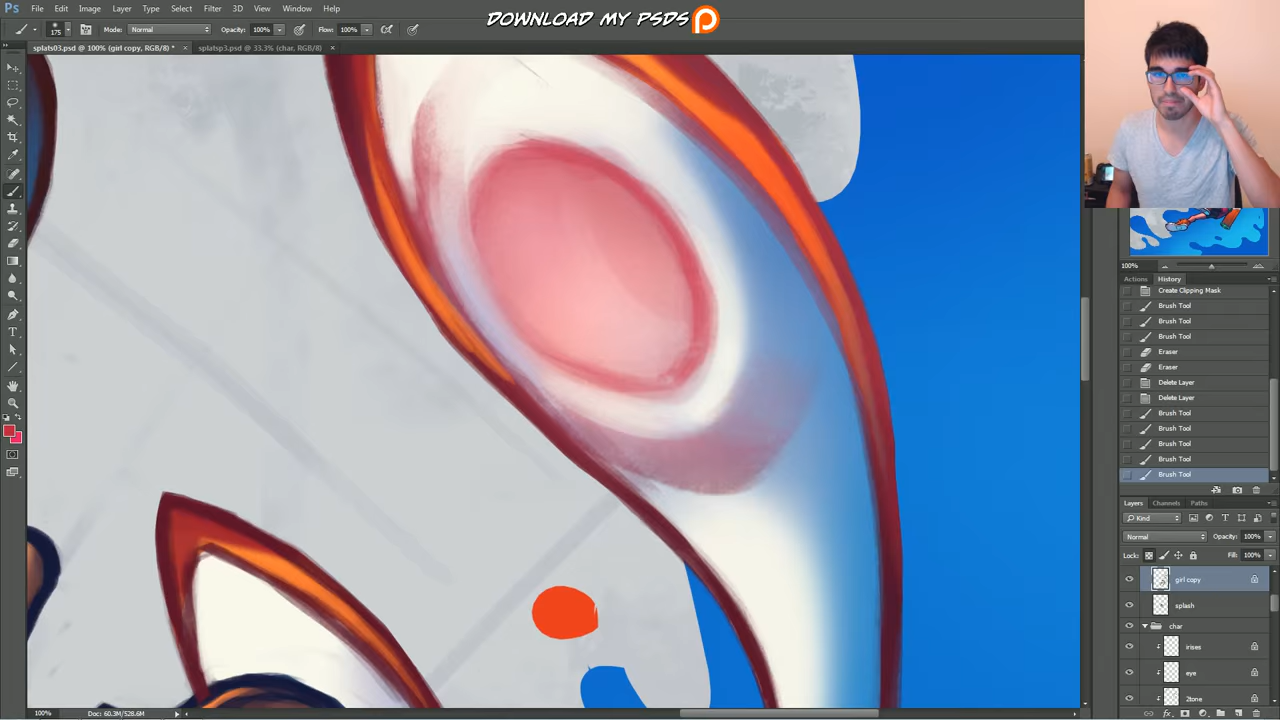 DOWNLOAD MY PSDS
Ps File Edit Image Layer Type Select Filter 3D View Window Help
175 Mode: Normal Opacity: 100% Flow: 100%
splats03.psd @ 100% (girl copy, RGB/8) * × splatsp3.psd @ 33.3% (char, RGB/8) ×
100%
Actions History
Create Clipping Mask
Brush Tool
Brush Tool
Brush Tool
Eraser
Eraser
Delete Layer
Delete Layer
Brush Tool
Brush Tool
Brush Tool
Brush Tool
Brush Tool
Layers Channels Paths
Kind
Normal Opacity: 100%
Lock: Fill: 100%
girl copy
splash
char
irises
eye
2tone
100% Doc: 60.3M/528.6M